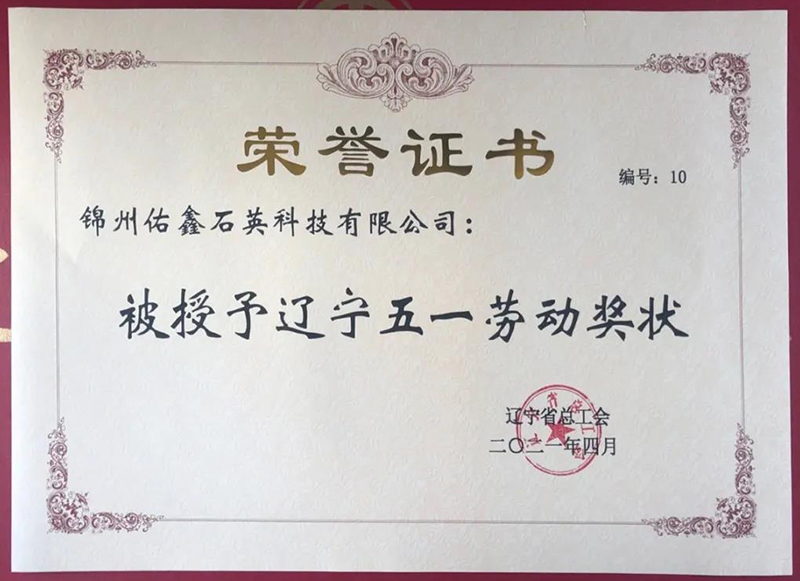 荣誉证书
编号：10
锦州佑鑫石英科技有限公司：
被授予辽宁五一劳动奖状
辽宁省总工会
二〇二一年四月